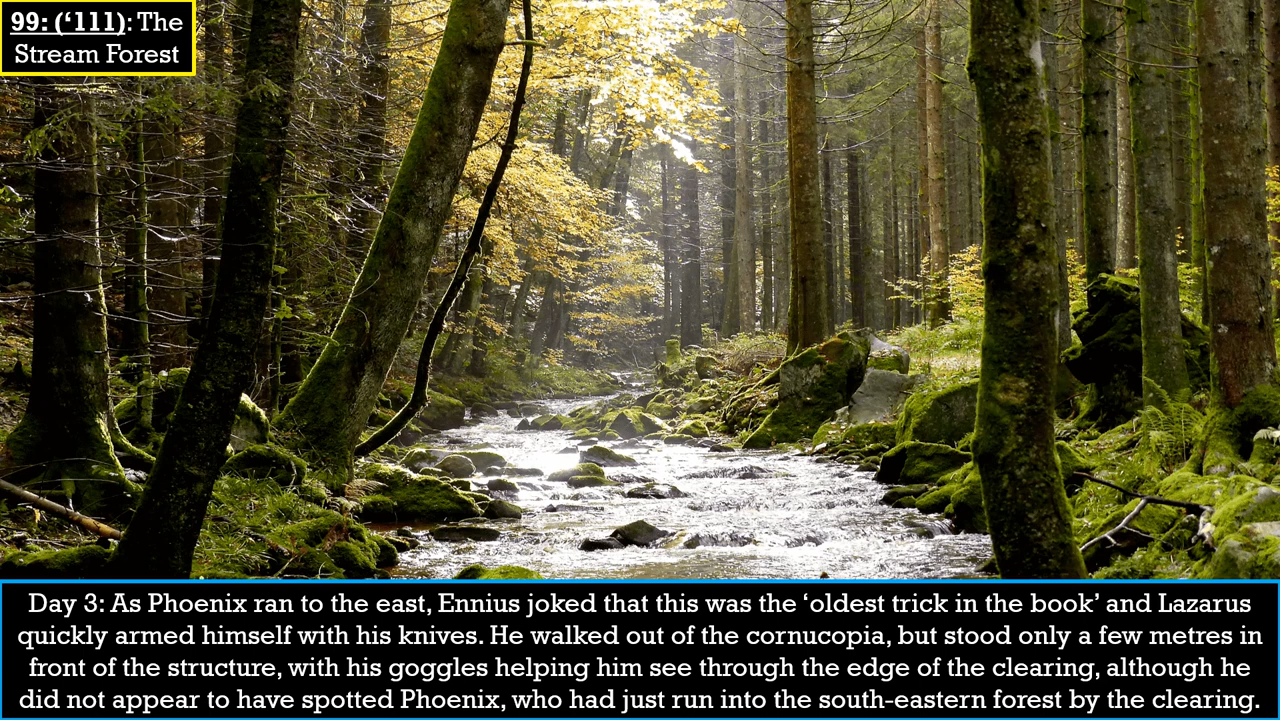 99: (‘111): The
Stream Forest
Day 3: As Phoenix ran to the east, Ennius joked that this was the ‘oldest trick in the book’ and Lazarus
quickly armed himself with his knives. He walked out of the cornucopia, but stood only a few metres in
front of the structure, with his goggles helping him see through the edge of the clearing, although he
did not appear to have spotted Phoenix, who had just run into the south-eastern forest by the clearing.